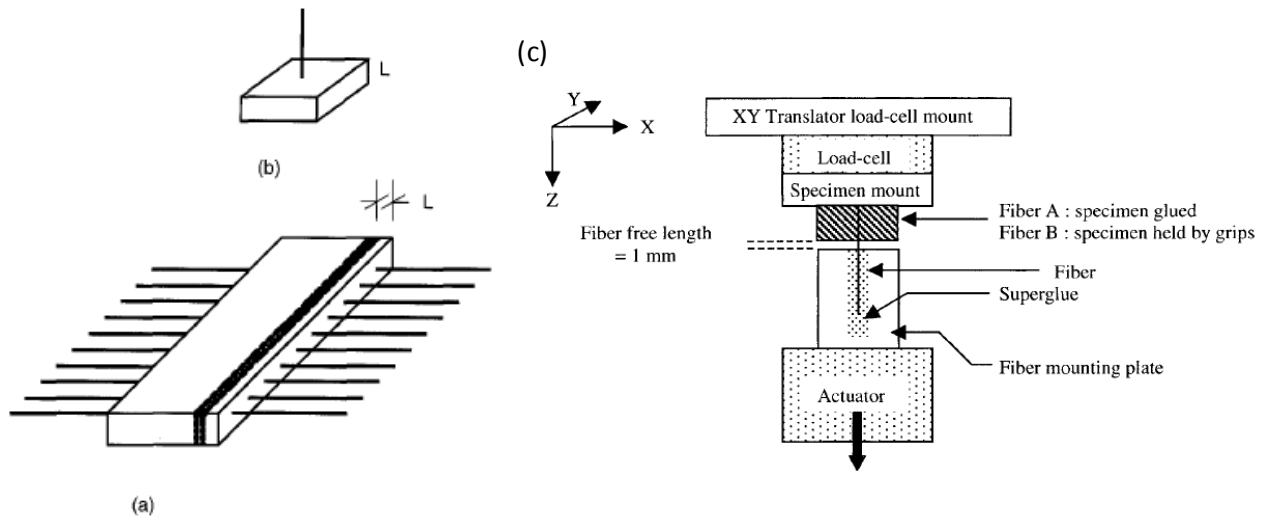 L
(b)
L
(a)
(c)
Y
X
Z
XY Translator load-cell mount
Load-cell
Specimen mount
Fiber A : specimen glued
Fiber B : specimen held by grips
Fiber free length
= 1 mm
Fiber
Superglue
Fiber mounting plate
Actuator